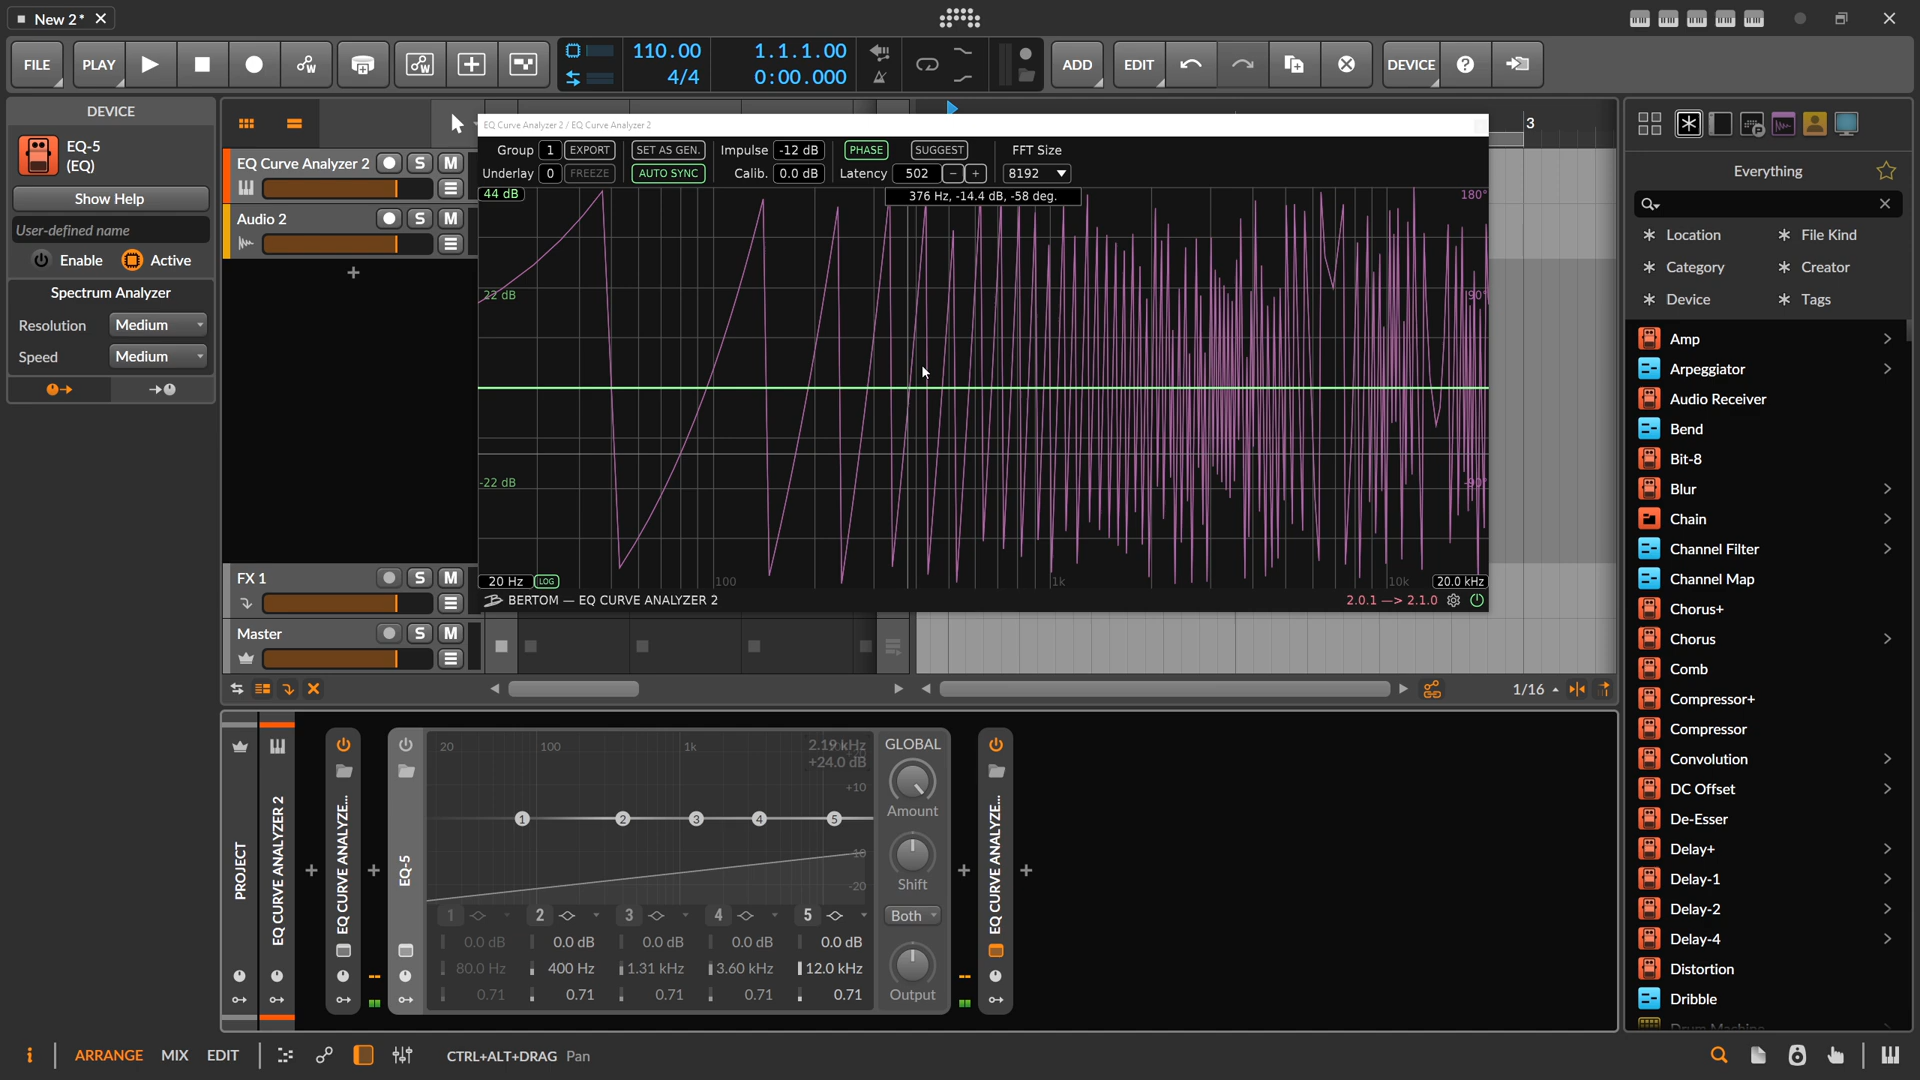 New 2*
FILE PLAY ADD EDIT DEVICE
110.00 1.1.1.00
4/4 0:00.000
DEVICE
EQ-5
(EQ)
Show Help
User-defined name
Enable Active
Spectrum Analyzer
Resolution Medium
Speed Medium
EQ Curve Analyzer 2 S M
Audio 2 S M
FX 1 S M
Master S M
EQ Curve Analyzer 2 / EQ Curve Analyzer 2
Group 1 EXPORT SET AS GEN. Impulse -12 dB PHASE SUGGEST FFT Size
Underlay 0 FREEZE AUTO SYNC Calib. 0.0 dB Latency 502 - + 8192
44 dB 376 Hz, -14.4 dB, -58 deg. 180°
22 dB 90°
-22 dB -90°
20 Hz LOG 100 1k 10k 20.0 kHz
BERTOM — EQ CURVE ANALYZER 2 2.0.1 —> 2.1.0
3
1/16
PROJECT
EQ CURVE ANALYZER 2
EQ CURVE ANALYZE...
EQ-5
20 100 1k 2.19 kHz
+24.0 dB
+10
1 2 3 4 5
-10
-20
1 2 3 4 5
0.0 dB 0.0 dB 0.0 dB 0.0 dB 0.0 dB
80.0 Hz 400 Hz 1.31 kHz 3.60 kHz 12.0 kHz
0.71 0.71 0.71 0.71 0.71
GLOBAL
Amount
Shift
Both
Output
EQ CURVE ANALYZE...
Everything
Location File Kind
Category Creator
Device Tags
Amp
Arpeggiator
Audio Receiver
Bend
Bit-8
Blur
Chain
Channel Filter
Channel Map
Chorus+
Chorus
Comb
Compressor+
Compressor
Convolution
DC Offset
De-Esser
Delay+
Delay-1
Delay-2
Delay-4
Distortion
Dribble
Drum Machine
i ARRANGE MIX EDIT CTRL+ALT+DRAG Pan